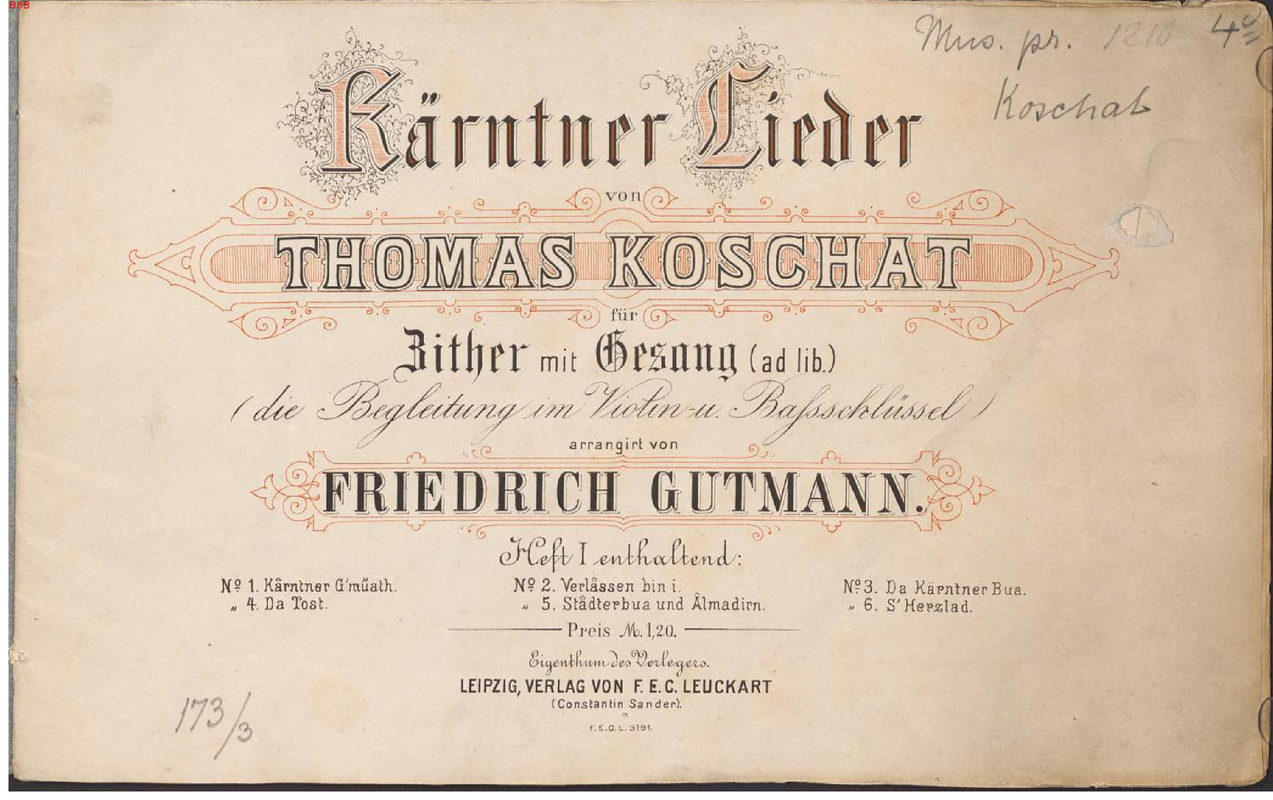 BSB
Mus. pr. 1210 4°
Koschat
Kärntner Lieder
von
THOMAS KOSCHAT
für
Zither mit Gesang (ad lib.)
(die Begleitung im Violin- u. Bassschlüssel)
arrangirt von
FRIEDRICH GUTMANN.
Heft I enthaltend:
No 1. Kårntner G'müath. No 2. Verlåssen bin i. No 3. Da Kärntner Bua.
„ 4. Da Tost. „ 5. Städterbua und Ålmadirn. „ 6. S'Herzlad.
Preis M. 1,20.
Eigenthum des Verlegers.
LEIPZIG, VERLAG VON F. E. C. LEUCKART
(Constantin Sander).
F. E. C. L. 3191.
173/3